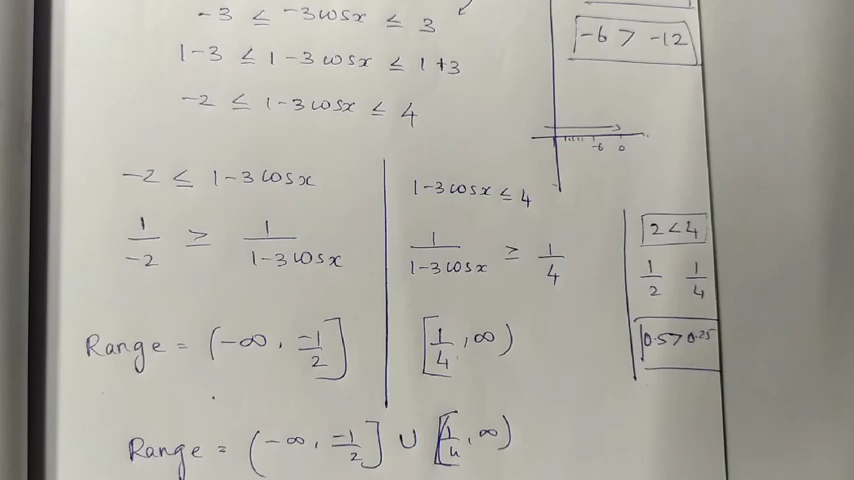 -3 ≤ -3cosx ≤ 3
1-3 ≤ 1-3cosx ≤ 1+3
-2 ≤ 1-3cosx ≤ 4
-6 > -12
-6 0
-2 ≤ 1-3cosx
1/-2 ≥ 1/1-3cosx
Range = (-∞, -1/2]
1-3cosx ≤ 4
1/1-3cosx ≥ 1/4
[1/4, ∞)
2<4
1/2 1/4
0.5>0.25
Range = (-∞, -1/2] ∪ [1/4, ∞)